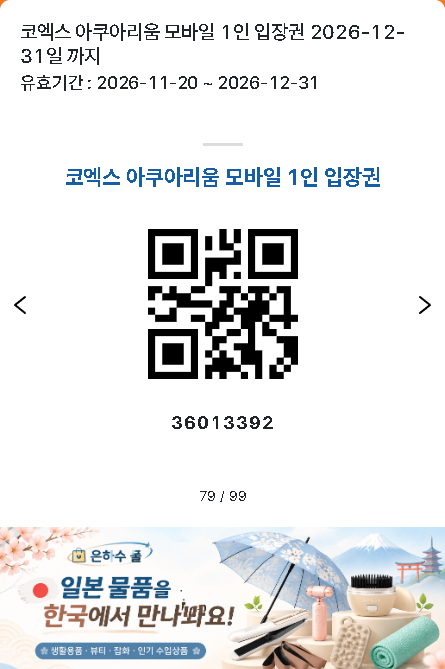 코엑스 아쿠아리움 모바일 1인 입장권 2026-12-
31일 까지
유효기간 : 2026-11-20 ~ 2026-12-31
코엑스 아쿠아리움 모바일 1인 입장권
36013392
79 / 99
은하수 몰
일본 물품을
한국에서 만나봐요!
생활용품 · 뷰티 · 잡화 · 인기 수입상품